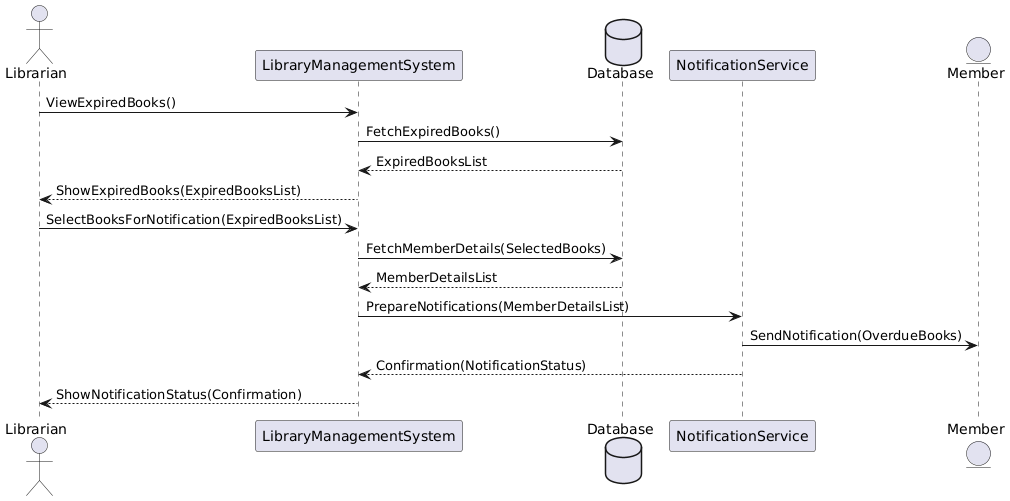 Librarian
LibraryManagementSystem
Database
NotificationService
Member
ViewExpiredBooks()
FetchExpiredBooks()
ExpiredBooksList
ShowExpiredBooks(ExpiredBooksList)
SelectBooksForNotification(ExpiredBooksList)
FetchMemberDetails(SelectedBooks)
MemberDetailsList
PrepareNotifications(MemberDetailsList)
SendNotification(OverdueBooks)
Confirmation(NotificationStatus)
ShowNotificationStatus(Confirmation)
Librarian
LibraryManagementSystem
Database
NotificationService
Member